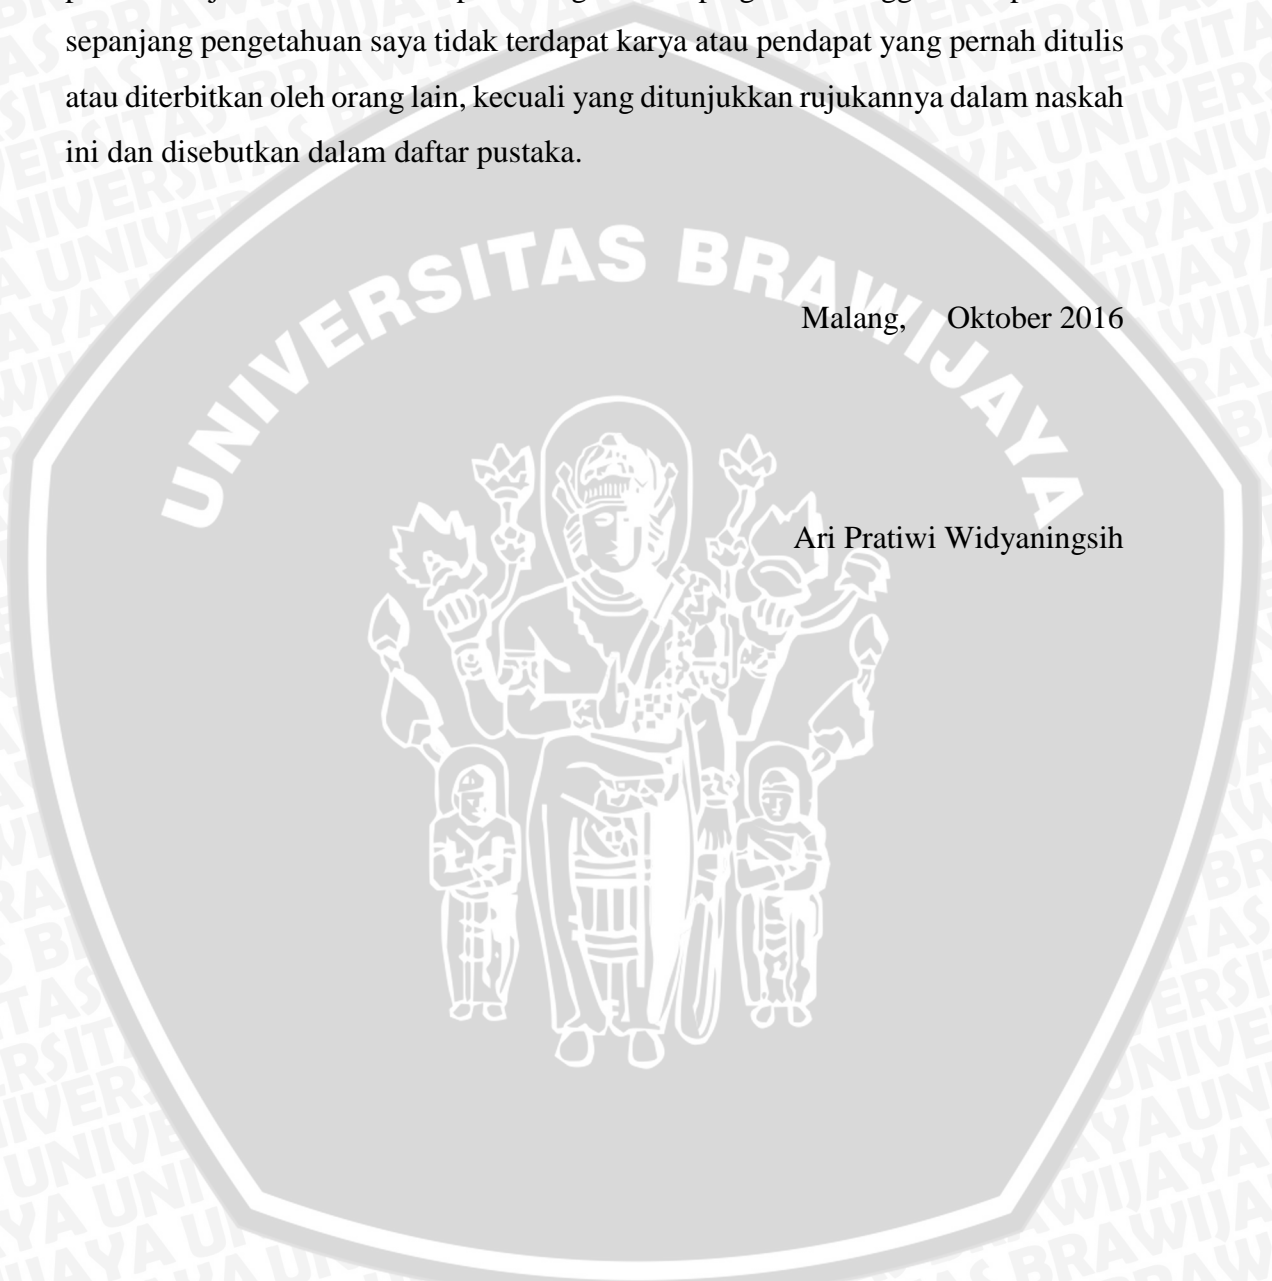 sepanjang pengetahuan saya tidak terdapat karya atau pendapat yang pernah ditulis
atau diterbitkan oleh orang lain, kecuali yang ditunjukkan rujukannya dalam naskah
ini dan disebutkan dalam daftar pustaka.
UNIVERSITAS BRAWIJAYA
Malang, Oktober 2016
Ari Pratiwi Widyaningsih